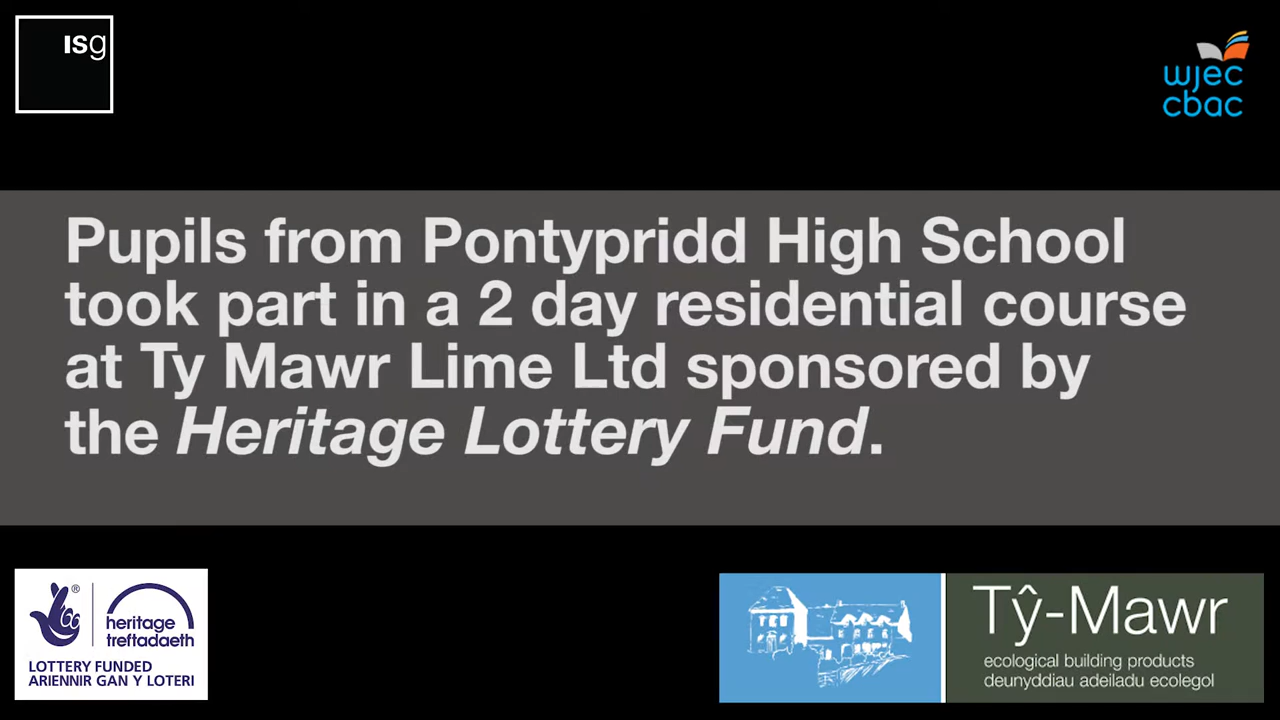 ısg
wjec
cbac
Pupils from Pontypridd High School
took part in a 2 day residential course
at Ty Mawr Lime Ltd sponsored by
the Heritage Lottery Fund.
®
heritage
treftadaeth
LOTTERY FUNDED
ARIENNIR GAN Y LOTERI
Tŷ-Mawr
ecological building products
deunyddiau adeiladu ecolegol